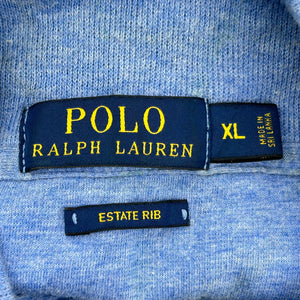 POLO
RALPH LAUREN
XL
MADE IN
SRI LANKA
ESTATE RIB